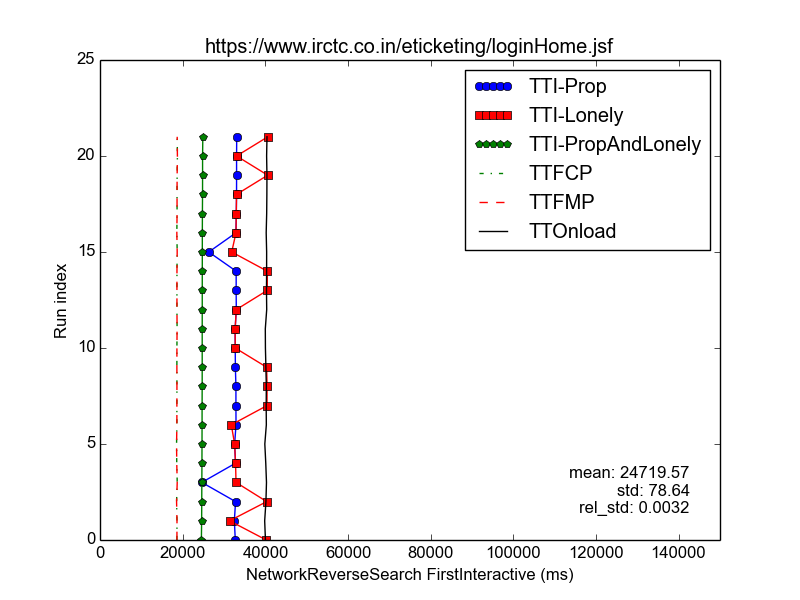 https://www.irctc.co.in/eticketing/loginHome.jsf
25
20
15
10
5
0
Run index
TTI-Prop
TTI-Lonely
TTI-PropAndLonely
TTFCP
TTFMP
TTOnload
mean: 24719.57
std: 78.64
rel_std: 0.0032
0 20000 40000 60000 80000 100000 120000 140000
NetworkReverseSearch FirstInteractive (ms)